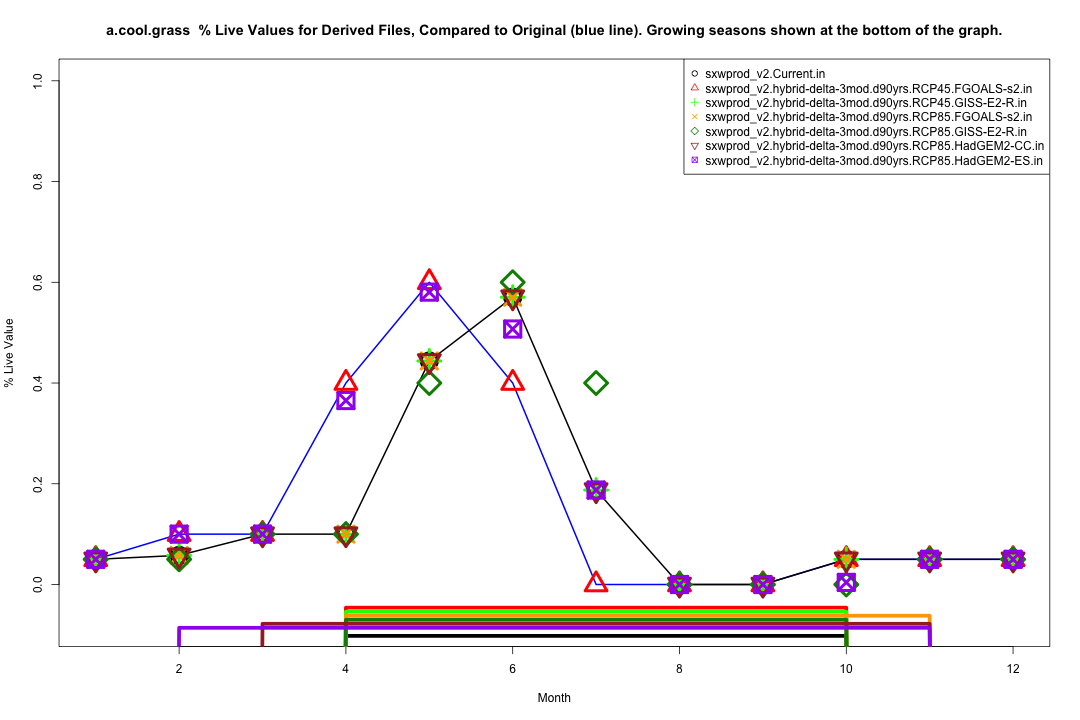 a.cool.grass  % Live Values for Derived Files, Compared to Original (blue line). Growing seasons shown at the bottom of the graph.
sxwprod_v2.Current.in
sxwprod_v2.hybrid-delta-3mod.d90yrs.RCP45.FGOALS-s2.in
sxwprod_v2.hybrid-delta-3mod.d90yrs.RCP45.GISS-E2-R.in
sxwprod_v2.hybrid-delta-3mod.d90yrs.RCP85.FGOALS-s2.in
sxwprod_v2.hybrid-delta-3mod.d90yrs.RCP85.GISS-E2-R.in
sxwprod_v2.hybrid-delta-3mod.d90yrs.RCP85.HadGEM2-CC.in
sxwprod_v2.hybrid-delta-3mod.d90yrs.RCP85.HadGEM2-ES.in
% Live Value
1.0
0.8
0.6
0.4
0.2
0.0
2 4 6 8 10 12
Month